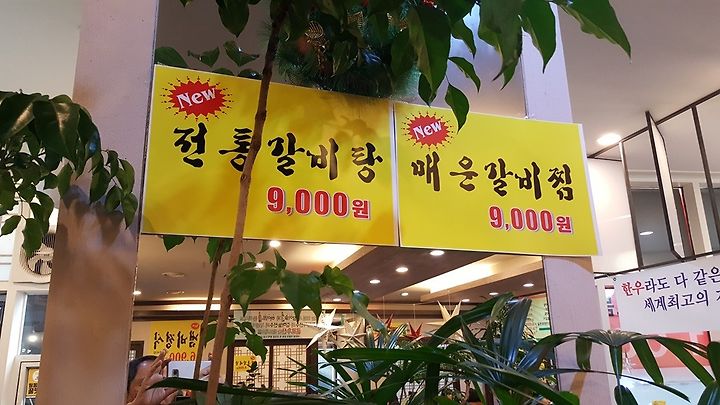 New
전통갈비탕
9,000원
New
매운갈비찜
9,000원
한우라도 다 같은
세계최고의